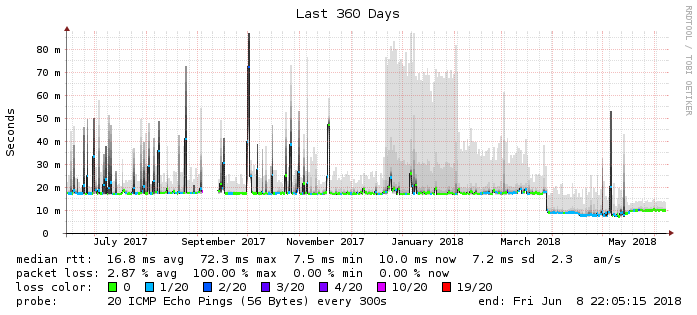 Last 360 Days
RRDTOOL / TOBI OETIKER
Seconds
80 m
70 m
60 m
50 m
40 m
30 m
20 m
10 m
0
July 2017 September 2017 November 2017 January 2018 March 2018 May 2018
median rtt: 16.8 ms avg 72.3 ms max 7.5 ms min 10.0 ms now 7.2 ms sd 2.3 am/s
packet loss: 2.87 % avg 100.00 % max 0.00 % min 0.00 % now
loss color: 0 1/20 2/20 3/20 4/20 10/20 19/20
probe: 20 ICMP Echo Pings (56 Bytes) every 300s end: Fri Jun 8 22:05:15 2018